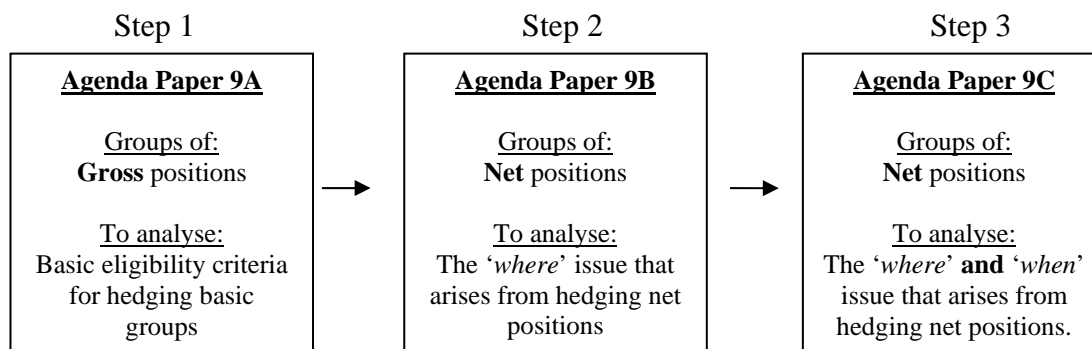 Step 1
Agenda Paper 9A
Groups of:
Gross positions
To analyse:
Basic eligibility criteria
for hedging basic
groups
Step 2
Agenda Paper 9B
Groups of:
Net positions
To analyse:
The ‘where’ issue that
arises from hedging net
positions
Step 3
Agenda Paper 9C
Groups of:
Net positions
To analyse:
The ‘where’ and ‘when’
issue that arises from
hedging net positions.